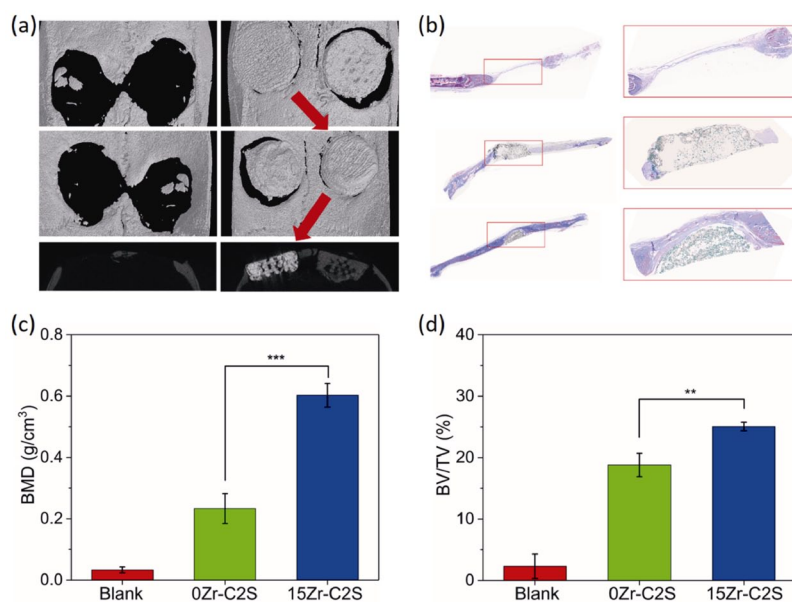 (a)
(b)
(c)
0.8
0.6
0.4
0.2
0.0
BMD (g/cm³)
***
Blank
0Zr-C2S
15Zr-C2S
(d)
40
30
20
10
0
BV/TV (%)
**
Blank
0Zr-C2S
15Zr-C2S